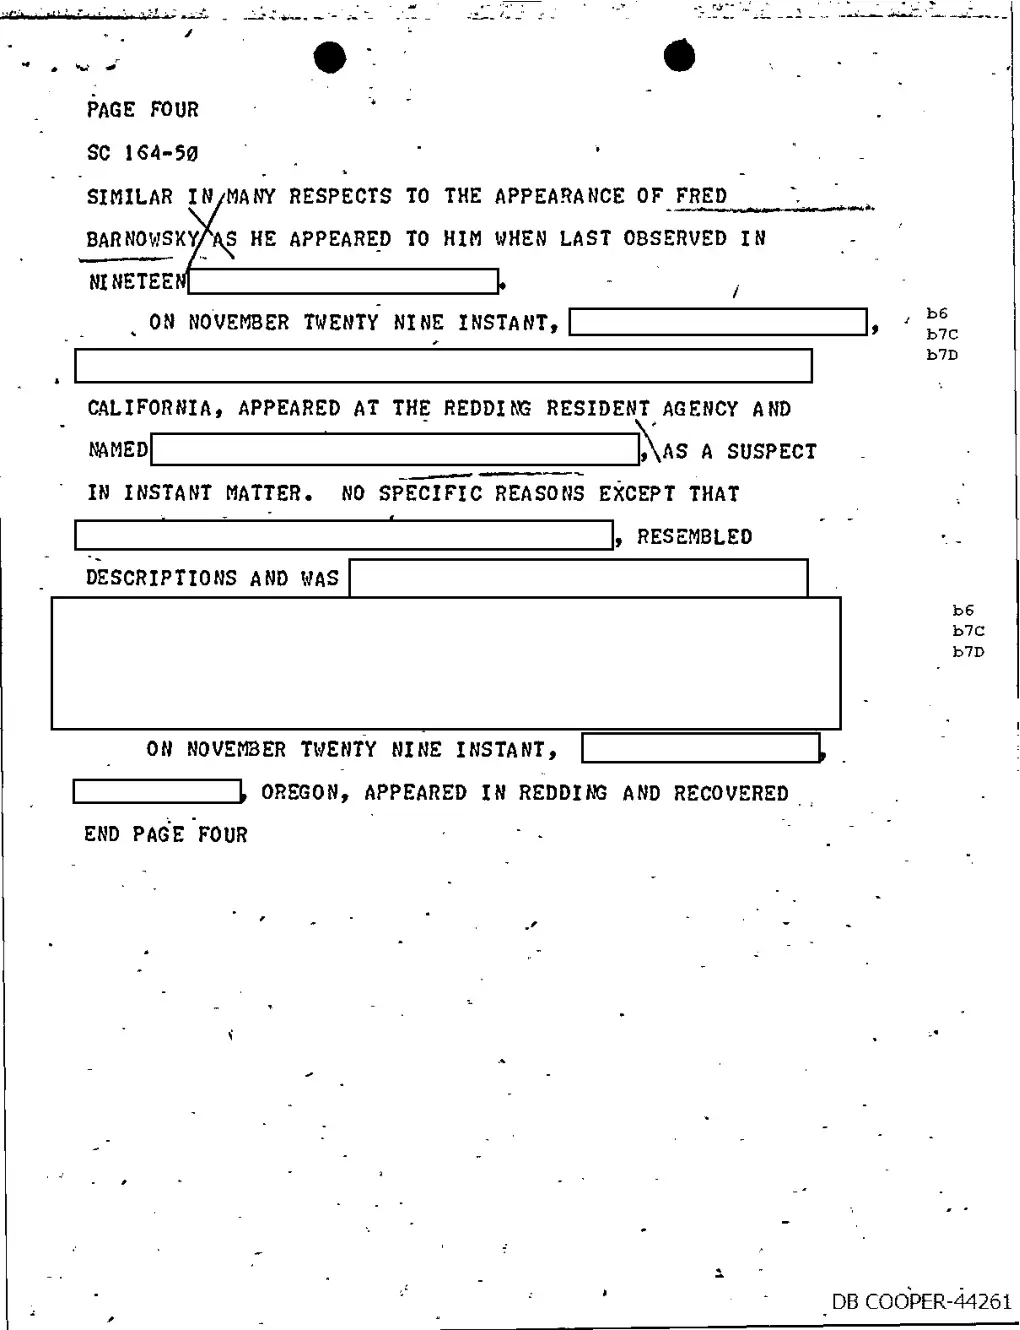 PAGE FOUR
SC 164-50
SIMILAR IN MANY RESPECTS TO THE APPEARANCE OF FRED
BARNOWSKY AS HE APPEARED TO HIM WHEN LAST OBSERVED IN
NINETEEN .
ON NOVEMBER TWENTY NINE INSTANT, ,
b6
b7C
b7D
CALIFORNIA, APPEARED AT THE REDDING RESIDENT AGENCY AND
NAMED , AS A SUSPECT
IN INSTANT MATTER. NO SPECIFIC REASONS EXCEPT THAT
, RESEMBLED
DESCRIPTIONS AND WAS
b6
b7C
b7D
ON NOVEMBER TWENTY NINE INSTANT, ,
, OREGON, APPEARED IN REDDING AND RECOVERED
END PAGE FOUR
DB COOPER-44261